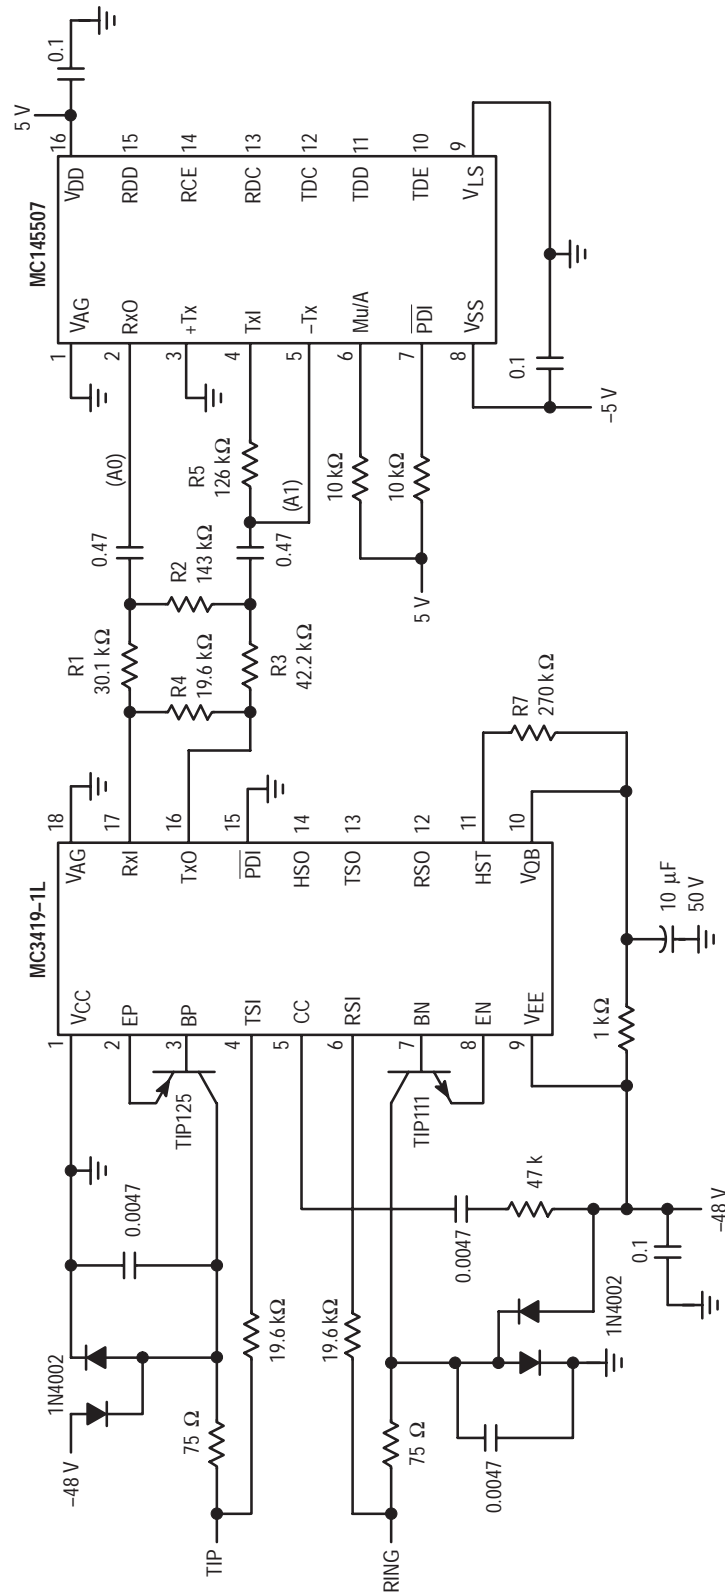 MC3419–1L
MC145507
1
VCC
2
EP
3
BP
4
TSI
5
CC
6
RSI
7
BN
8
EN
9
VEE
18
VAG
17
RxI
16
TxO
15
PDI
14
HSO
13
TSO
12
RSO
11
HST
10
VQB
1
VAG
2
RxO
3
+Tx
4
TxI
5
–Tx
6
Mu/A
7
PDI
8
VSS
16
VDD
15
RDD
14
RCE
13
RDC
12
TDC
11
TDD
10
TDE
9
VLS
5 V
0.1
0.1
–5 V
(A0)
(A1)
R5
126 kΩ
10 kΩ
10 kΩ
5 V
0.47
0.47
R2
143 kΩ
R1
30.1 kΩ
R4
19.6 kΩ
R3
42.2 kΩ
R7
270 kΩ
10 µF
50 V
1 kΩ
TIP125
TIP111
0.0047
1N4002
–48 V
75 Ω
19.6 kΩ
TIP
19.6 kΩ
75 Ω
RING
0.0047
47 k
0.0047
1N4002
0.1
–48 V